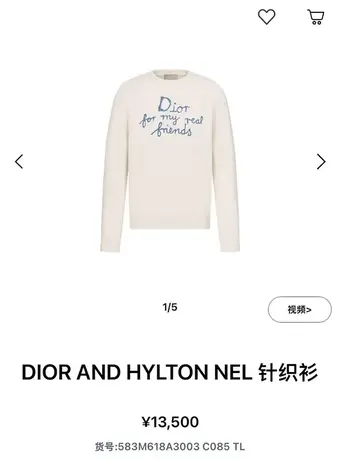 Dior
for my real
friends
1/5
视频>
DIOR AND HYLTON NEL 针织衫
¥13,500
货号:583M618A3003 C085 TL